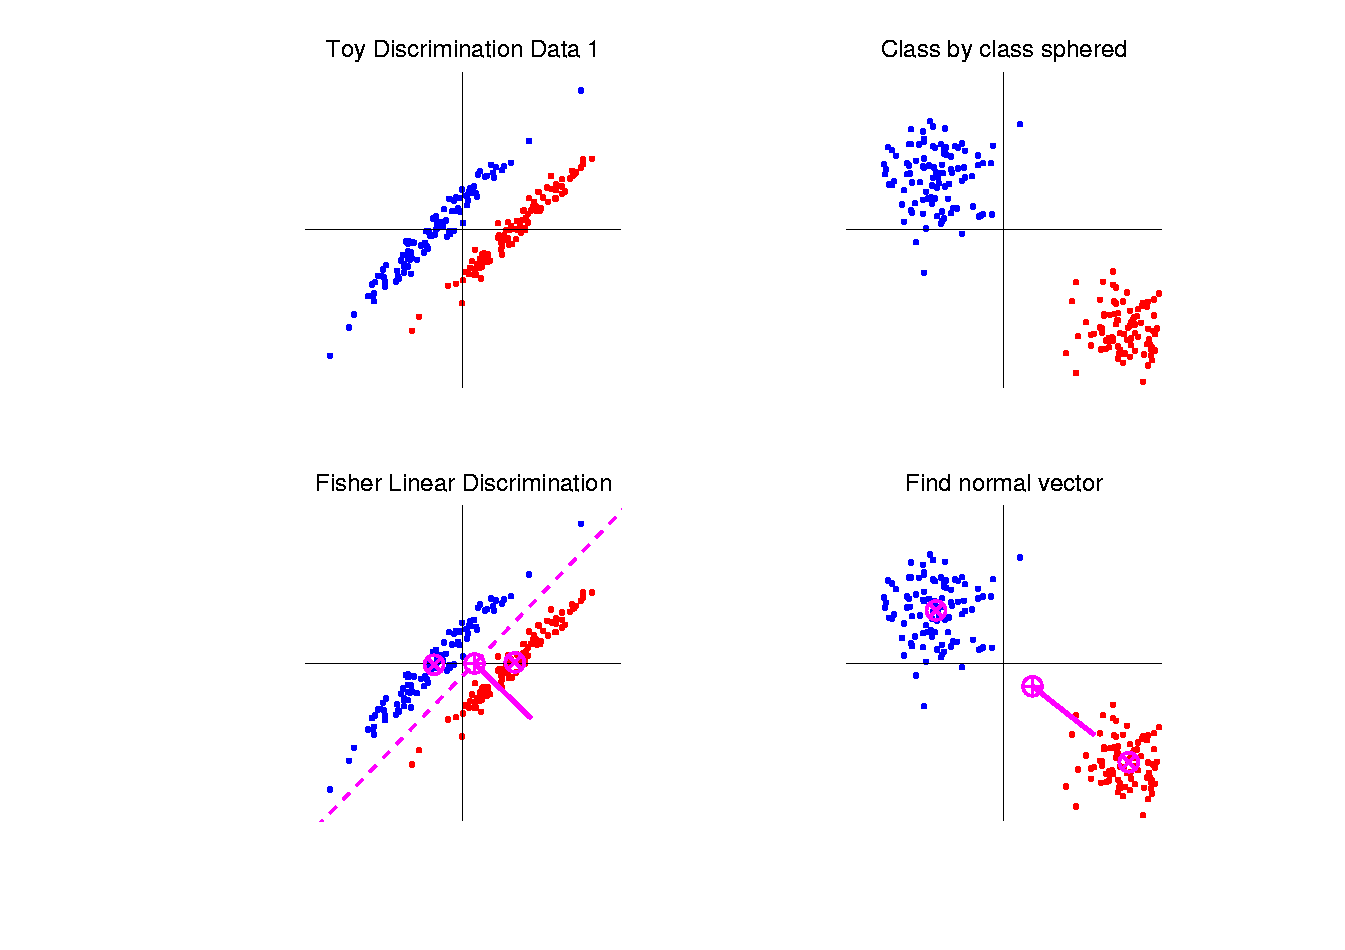 Toy Discrimination Data 1
Class by class sphered
Fisher Linear Discrimination
Find normal vector